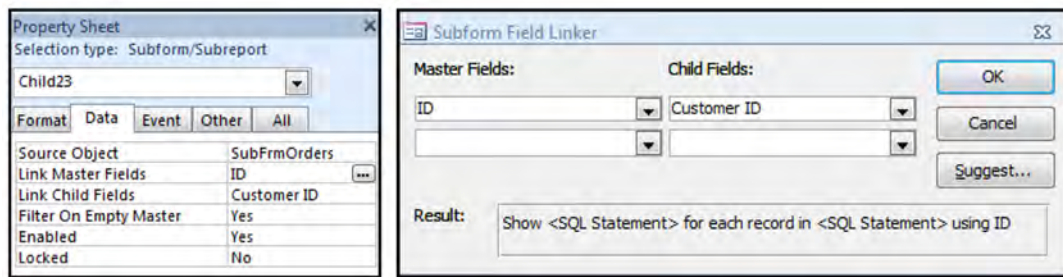 Property Sheet
Selection type: Subform/Subreport
Child23
Format Data Event Other All
Source Object SubFrmOrders
Link Master Fields ID ...
Link Child Fields Customer ID
Filter On Empty Master Yes
Enabled Yes
Locked No
Subform Field Linker
Master Fields: Child Fields: OK
ID Customer ID
Cancel
Suggest...
Result: Show <SQL Statement> for each record in <SQL Statement> using ID